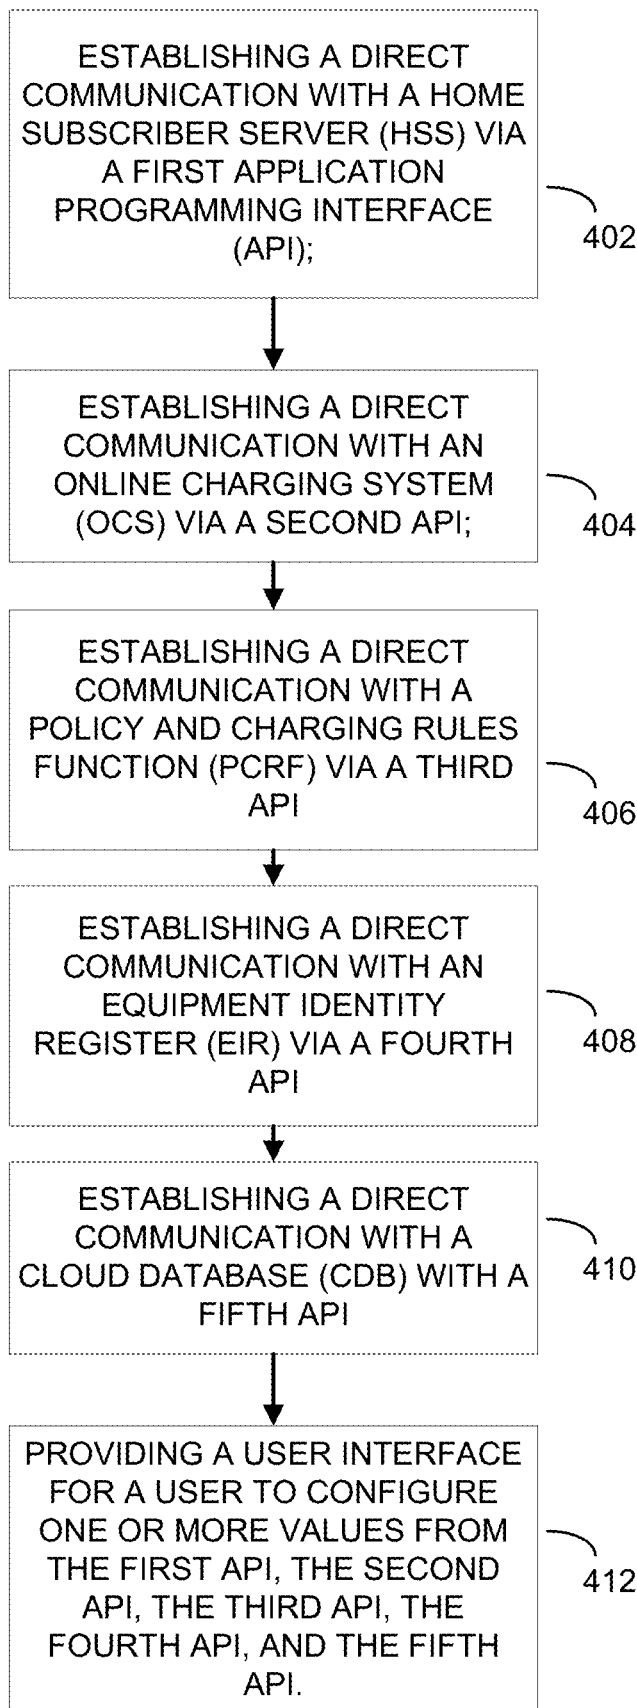 ESTABLISHING A DIRECT
COMMUNICATION WITH A HOME
SUBSCRIBER SERVER (HSS) VIA
A FIRST APPLICATION
PROGRAMMING INTERFACE
(API);
402
ESTABLISHING A DIRECT
COMMUNICATION WITH AN
ONLINE CHARGING SYSTEM
(OCS) VIA A SECOND API;
404
ESTABLISHING A DIRECT
COMMUNICATION WITH A
POLICY AND CHARGING RULES
FUNCTION (PCRF) VIA A THIRD
API
406
ESTABLISHING A DIRECT
COMMUNICATION WITH AN
EQUIPMENT IDENTITY
REGISTER (EIR) VIA A FOURTH
API
408
ESTABLISHING A DIRECT
COMMUNICATION WITH A
CLOUD DATABASE (CDB) WITH A
FIFTH API
410
PROVIDING A USER INTERFACE
FOR A USER TO CONFIGURE
ONE OR MORE VALUES FROM
THE FIRST API, THE SECOND
API, THE THIRD API, THE
FOURTH API, AND THE FIFTH
API.
412